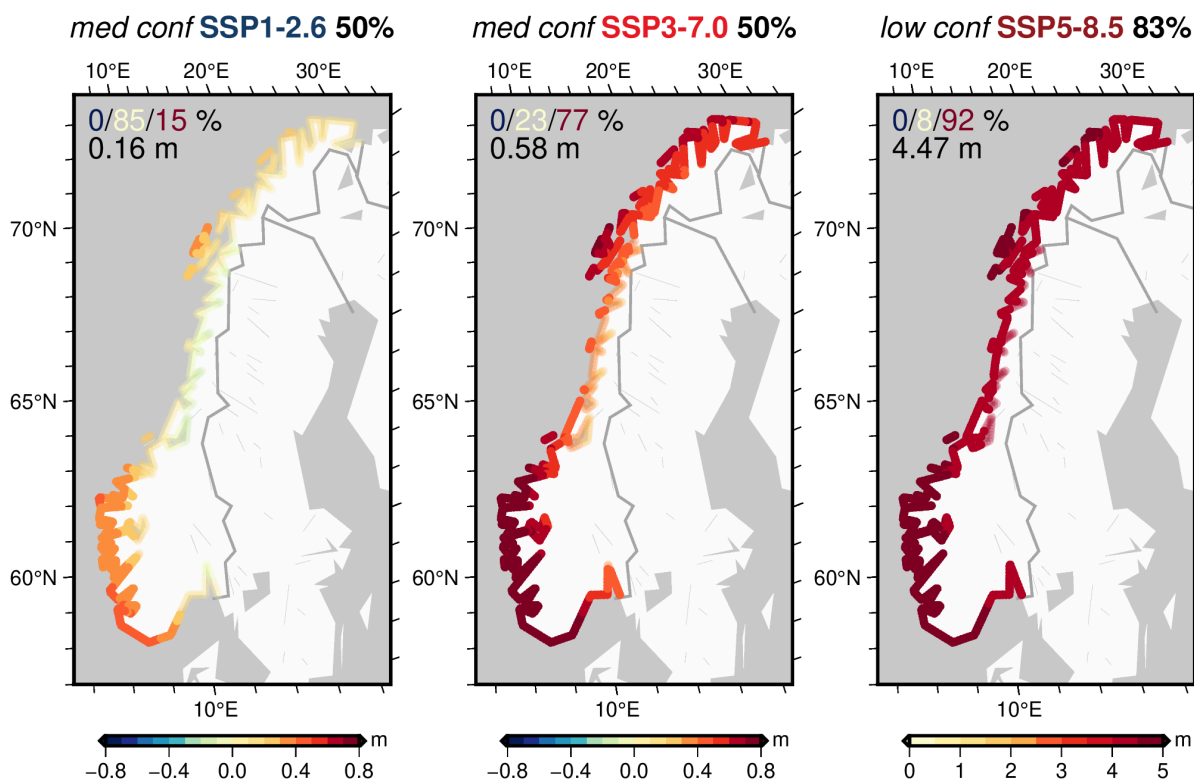 med conf SSP1-2.6 50%
med conf SSP3-7.0 50%
low conf SSP5-8.5 83%
10°E 20°E 30°E
10°E 20°E 30°E
10°E 20°E 30°E
0/85/15 %
0.16 m
0/23/77 %
0.58 m
0/8/92 %
4.47 m
70°N
70°N
70°N
65°N
65°N
65°N
60°N
60°N
60°N
10°E
10°E
10°E
m
−0.8 −0.4 0.0 0.4 0.8
m
−0.8 −0.4 0.0 0.4 0.8
m
0 1 2 3 4 5